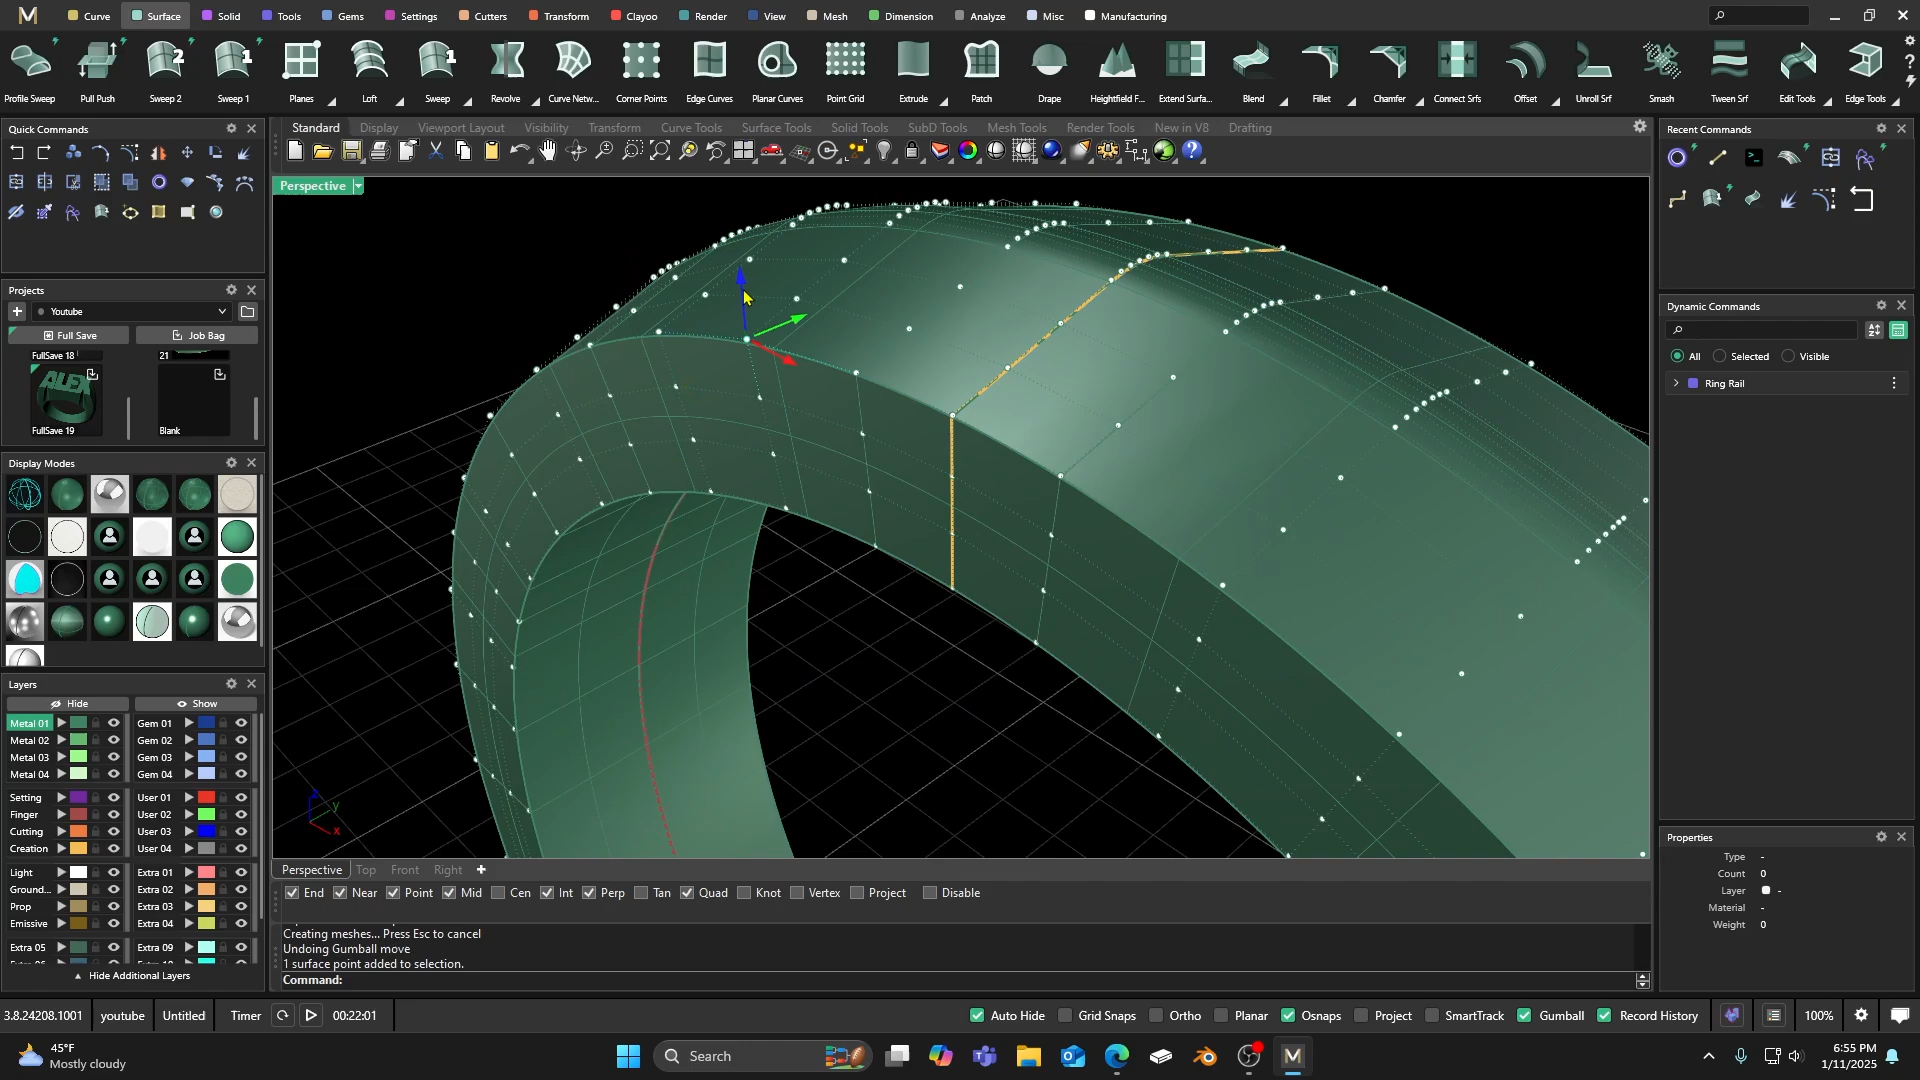 Curve Surface Solid Tools Gems Settings Cutters Transform Clayoo Render View Mesh Dimension Analyze Misc Manufacturing
Profile Sweep Pull Push Sweep 2 Sweep 1 Planes Loft Sweep Revolve Curve Netw... Corner Points Edge Curves Planar Curves Point Grid Extrude Patch Drape Heightfield F... Extend Surfa... Blend Fillet Chamfer Connect Srfs Offset Unroll Srf Smash Tween Srf Edit Tools Edge Tools
Quick Commands
Standard Display Viewport Layout Visibility Transform Curve Tools Surface Tools Solid Tools SubD Tools Mesh Tools Render Tools New in V8 Drafting
Recent Commands
Perspective
Projects
Youtube
Full Save Job Bag
FullSave 18 21
FullSave 19 Blank
Dynamic Commands
All Selected Visible
Ring Rail
Display Modes
Layers
Hide Show
Metal 01 Gem 01
Metal 02 Gem 02
Metal 03 Gem 03
Metal 04 Gem 04
Setting User 01
Finger User 02
Cutting User 03
Creation User 04
Light Extra 01
Ground... Extra 02
Prop Extra 03
Emissive Extra 04
Extra 05 Extra 09
Hide Additional Layers
z
y
x
Perspective Top Front Right
End Near Point Mid Cen Int Perp Tan Quad Knot Vertex Project Disable
Creating meshes... Press Esc to cancel
Undoing Gumball move
1 surface point added to selection.
Command:
Properties
Type -
Count 0
Layer -
Material -
Weight 0
3.8.24208.1001 youtube Untitled Timer 00:22:01 Auto Hide Grid Snaps Ortho Planar Osnaps Project SmartTrack Gumball Record History 100%
45°F
Mostly cloudy
Search
6:55 PM
1/11/2025